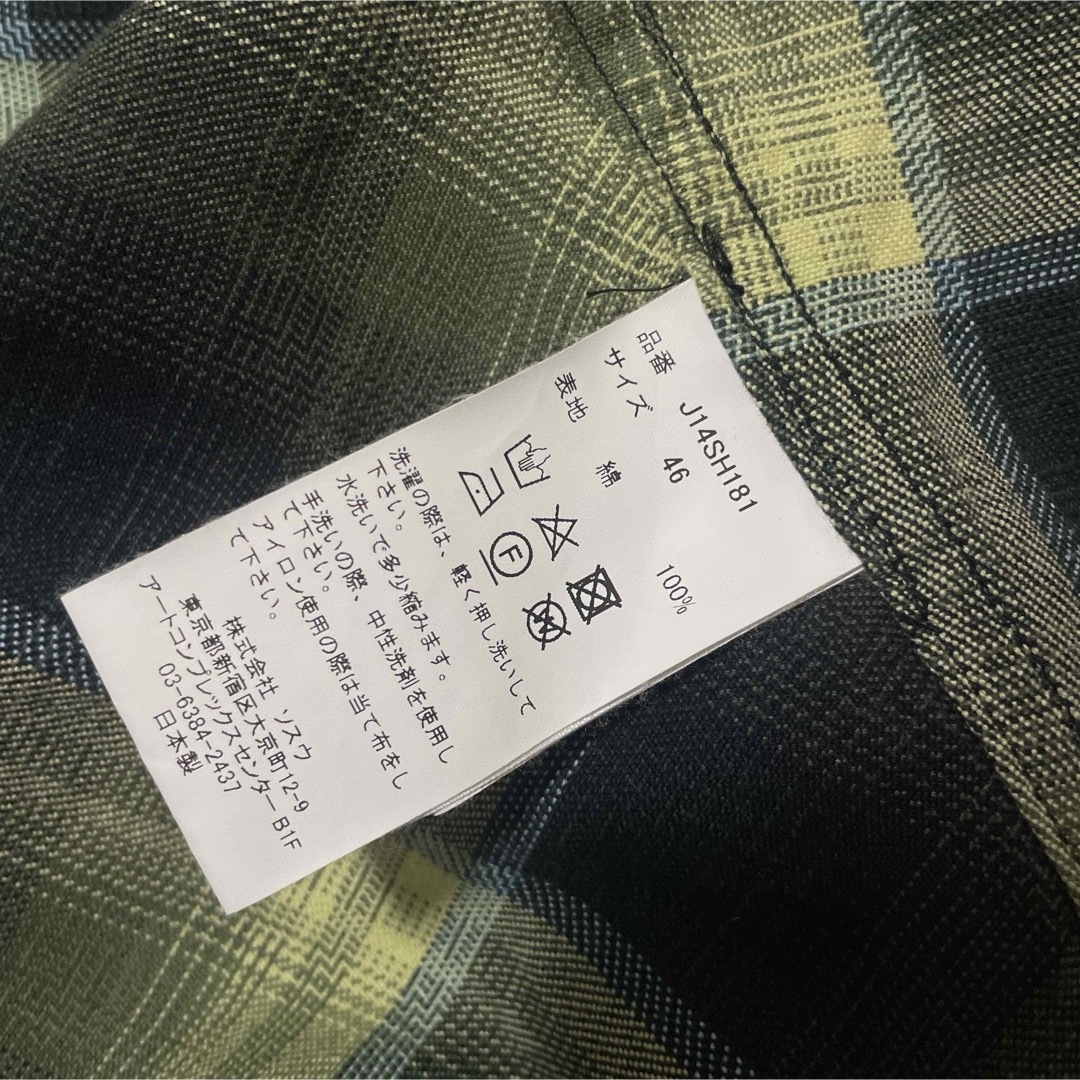 品番 J14SH181
サイズ 46
表地 綿 100%
F
W
洗濯の際は、軽く押し洗いして
下さい。
水洗いで多少縮みます。
手洗いの際、中性洗剤を使用し
て下さい。
アイロン使用の際は当て布をし
て下さい。
株式会社 ソスウ
東京都新宿区大京町12-9
アートコンプレックスセンターB1F
03-6384-2437
日本製